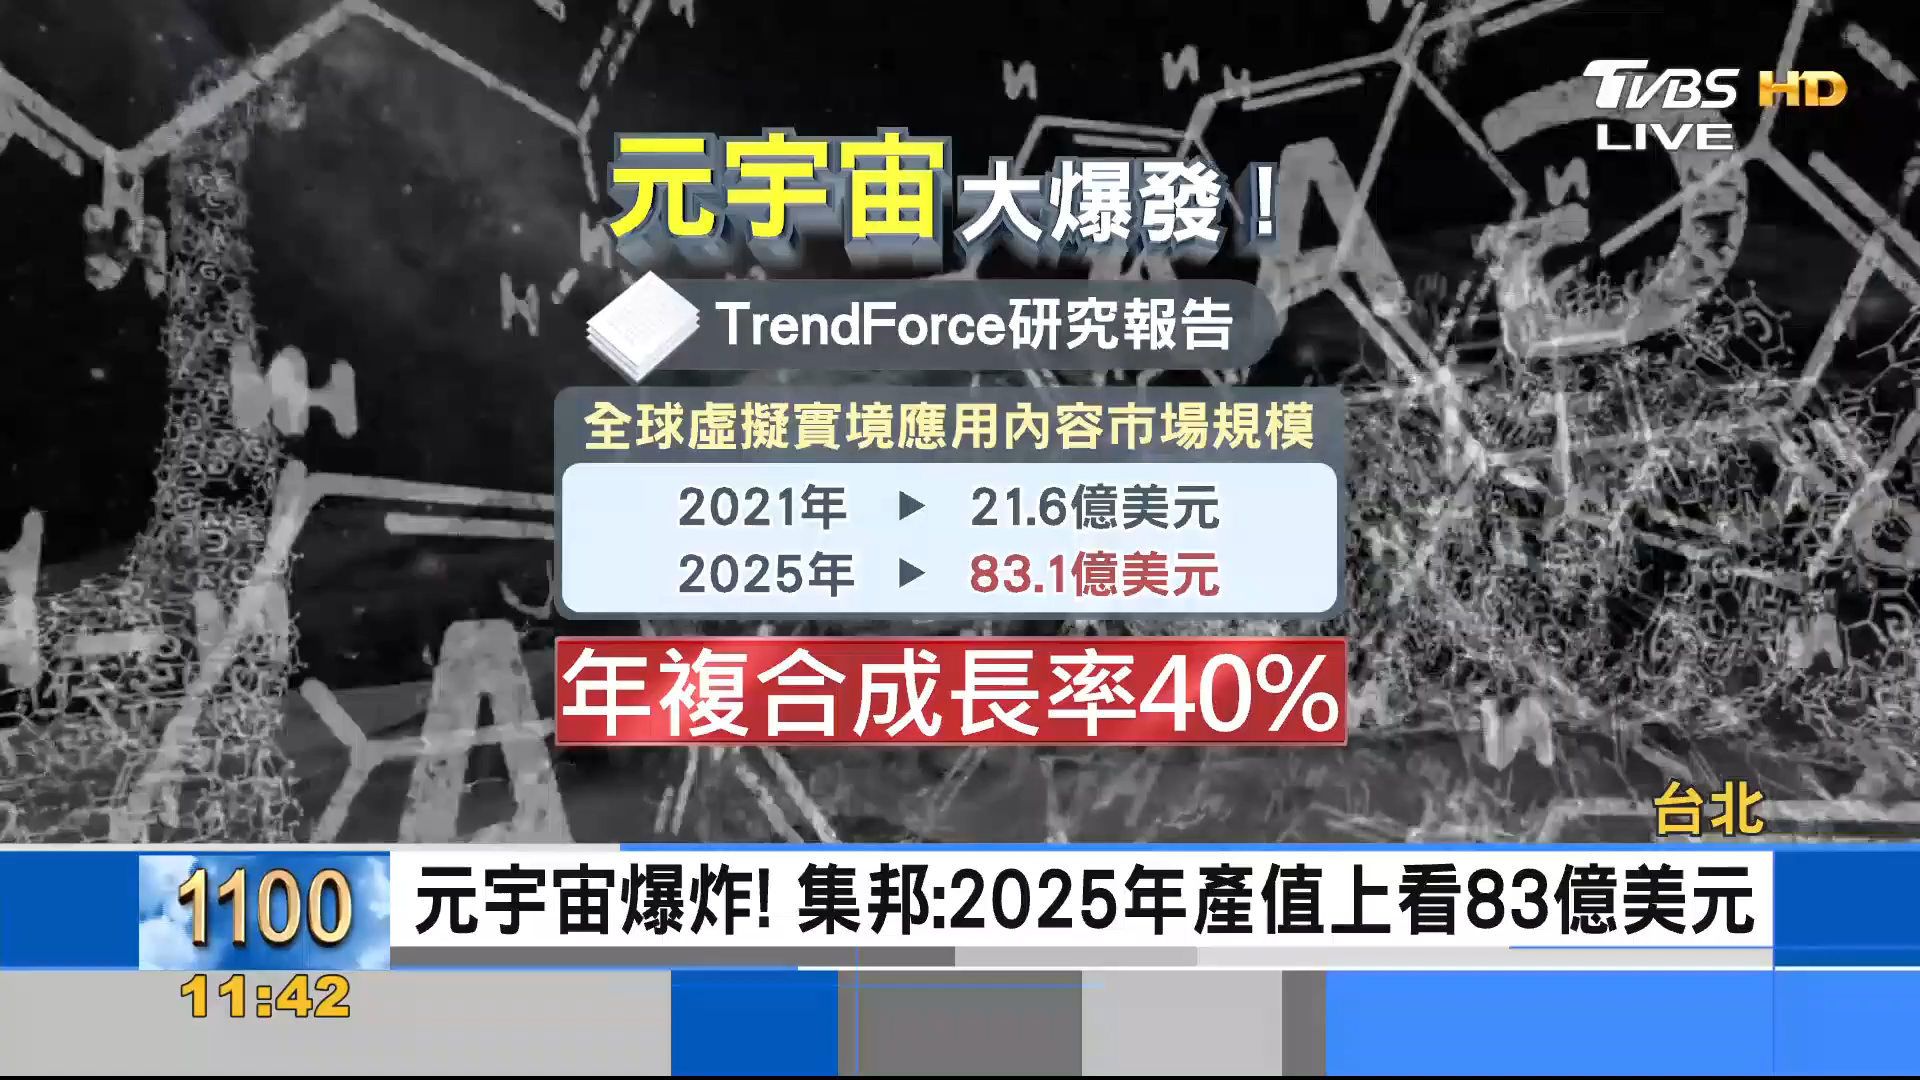 TVBS HD
LIVE
元宇宙大爆發！
TrendForce研究報告
全球虛擬實境應用內容市場規模
2021年 ▶ 21.6億美元
2025年 ▶ 83.1億美元
年複合成長率40%
台北
1100
元宇宙爆炸! 集邦:2025年產值上看83億美元
11:42